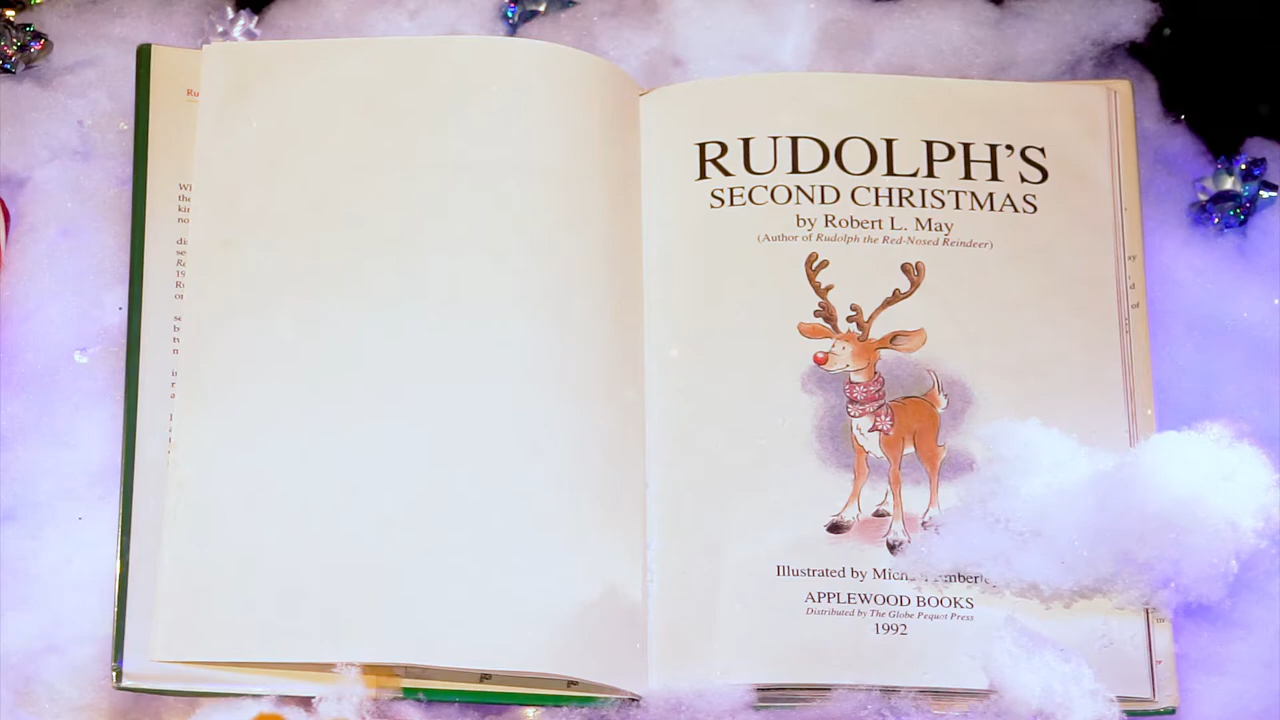 RUDOLPH'S
SECOND CHRISTMAS
by Robert L. May
(Author of Rudolph the Red-Nosed Reindeer)
Illustrated by
APPLEWOOD BOOKS
Distributed by The Globe Pequot Press
1992